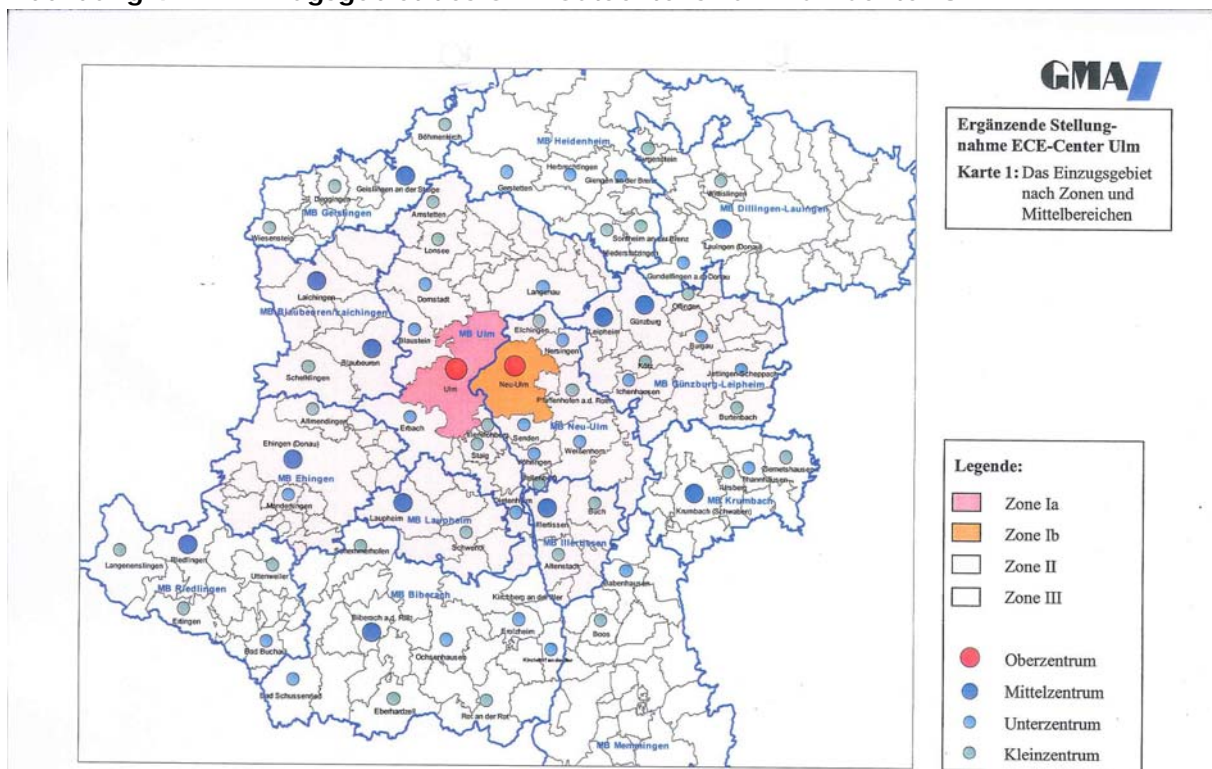 GMA
Ergänzende Stellung-
nahme ECE-Center Ulm
Karte 1: Das Einzugsgebiet
nach Zonen und
Mittelbereichen
Böhmenkirch
MB Heidenheim
Geislingen an der Steige
Herbrechtingen
Gerstetten
Giengen an der Brenz
Wittislingen
Deggingen
MB Geislingen
Amstetten
MB Dillingen-Lauingen
Wiesensteig
Lonsee
Sontheim an der Brenz
Niederstotzingen
Lauingen (Donau)
Gundelfingen a.d. Donau
Laichingen
Dornstadt
Langenau
Offingen
MB Blaubeuren/Laichingen
Elchingen
Leipheim
Günzburg
Blaustein
MB Ulm
Nersingen
Burgau
Blaubeuren
Kötz
Schelklingen
Ulm
Neu-Ulm
Ichenhausen
Jettingen-Scheppach
MB Günzburg-Leipheim
Pfaffenhofen a.d. Roth
Burtenbach
Allmendingen
Erbach
Senden
MB Neu-Ulm
Ehingen (Donau)
Staig
Weißenhorn
Vöhringen
MB Ehingen
Munderkingen
Laupheim
MB Laupheim
Illertissen
Buch
Krumbach (Schwaben)
MB Krumbach
Schwendi
MB Illertissen
Altenstadt
Langenenslingen
Riedlingen
Schemmerhofen
Uttenweiler
MB Riedlingen
MB Biberach
Kirchberg an der Iller
Babenhausen
Ertingen
Biberach a.d. Riß
Erolzheim
Boos
Bad Buchau
Ochsenhausen
Bad Schussenried
Eberhardzell
Rot an der Rot
MB Memmingen
Legende:
Zone Ia
Zone Ib
Zone II
Zone III
Oberzentrum
Mittelzentrum
Unterzentrum
Kleinzentrum